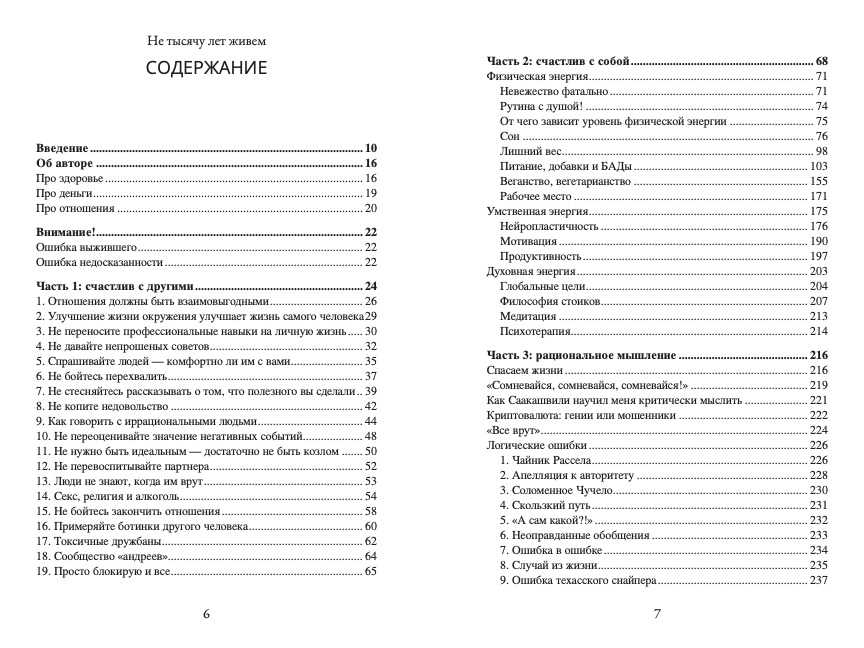 Не тысячу лет живем
СОДЕРЖАНИЕ
Введение ........ 10
Об авторе ........ 16
Про здоровье ........ 16
Про деньги ........ 19
Про отношения ........ 20
Внимание! ........ 22
Ошибка выжившего ........ 22
Ошибка недосказанности ........ 22
Часть 1: счастлив с другими ........ 24
1. Отношения должны быть взаимовыгодными ........ 26
2. Улучшение жизни окружения улучшает жизнь самого человека29
3. Не переносите профессиональные навыки на личную жизнь ..... 30
4. Не давайте непрошеных советов ........ 32
5. Спрашивайте людей — комфортно ли им с вами ........ 35
6. Не бойтесь перехвалить ........ 37
7. Не стесняйтесь рассказывать о том, что полезного вы сделали .. 39
8. Не копите недовольство ........ 42
9. Как говорить с иррациональными людьми ........ 44
10. Не переоценивайте значение негативных событий ........ 48
11. Не нужно быть идеальным — достаточно не быть козлом ....... 50
12. Не перевоспитывайте партнера ........ 52
13. Люди не знают, когда им врут ........ 53
14. Секс, религия и алкоголь ........ 54
15. Не бойтесь закончить отношения ........ 58
16. Примеряйте ботинки другого человека ........ 60
17. Токсичные дружбаны ........ 62
18. Сообщество «андреев» ........ 64
19. Просто блокирую и все ........ 65
6
Часть 2: счастлив с собой ........ 68
Физическая энергия ........ 71
Невежество фатально ........ 71
Рутина с душой! ........ 74
От чего зависит уровень физической энергии ........ 75
Сон ........ 76
Лишний вес ........ 98
Питание, добавки и БАДы ........ 103
Веганство, вегетарианство ........ 155
Рабочее место ........ 171
Умственная энергия ........ 175
Нейропластичность ........ 176
Мотивация ........ 190
Продуктивность ........ 197
Духовная энергия ........ 203
Глобальные цели ........ 204
Философия стоиков ........ 207
Медитация ........ 213
Психотерапия ........ 214
Часть 3: рациональное мышление ........ 216
Спасаем жизни ........ 216
«Сомневайся, сомневайся, сомневайся!» ........ 219
Как Саакашвили научил меня критически мыслить ........ 221
Криптовалюта: гении или мошенники ........ 222
«Все врут» ........ 224
Логические ошибки ........ 226
1. Чайник Рассела ........ 226
2. Апелляция к авторитету ........ 228
3. Соломенное Чучело ........ 230
4. Скользкий путь ........ 231
5. «А сам какой?!» ........ 232
6. Неоправданные обобщения ........ 233
7. Ошибка в ошибке ........ 234
8. Случай из жизни ........ 235
9. Ошибка техасского снайпера ........ 237
7